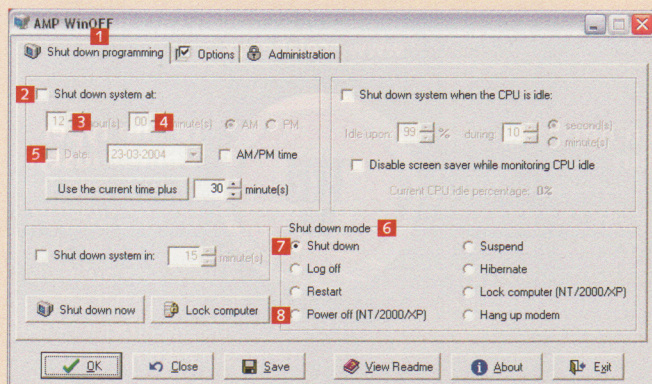 AMP WinOFF
1
Shut down programming
Options
Administration
2 Shut down system at:
12 3 hour(s): 00 4 minute(s) AM PM
5 Date: 23-03-2004 AM/PM time
Use the current time plus 30 minute(s)
Shut down system when the CPU is idle:
Idle upon: 99 % during: 10 second(s)
minute(s)
Disable screen saver while monitoring CPU idle
Current CPU idle percentage: 0%
Shut down system in: 15 minute(s)
Shut down now Lock computer
Shut down mode 6
7 Shut down Suspend
Log off Hibernate
Restart Lock computer (NT/2000/XP)
8 Power off (NT/2000/XP) Hang up modem
OK Close Save View Readme About Exit